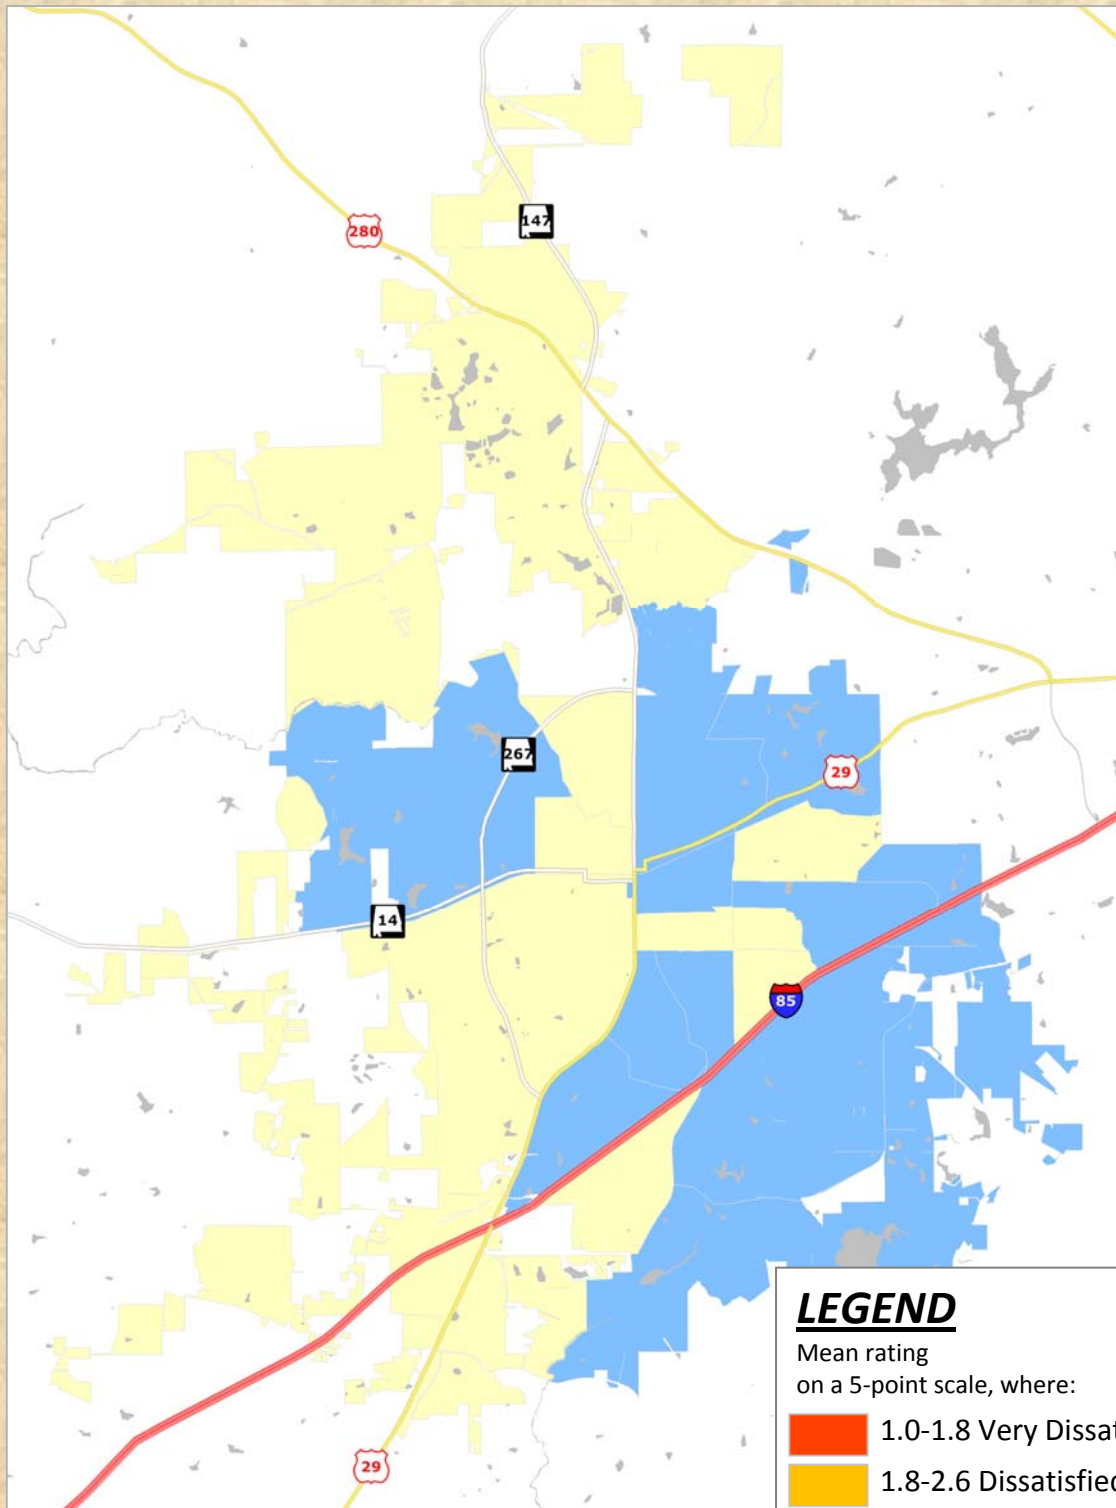 147
280
267
29
14
85
LEGEND
Mean rating
on a 5-point scale, where:
1.0-1.8 Very Dissat
1.8-2.6 Dissatisfied
29